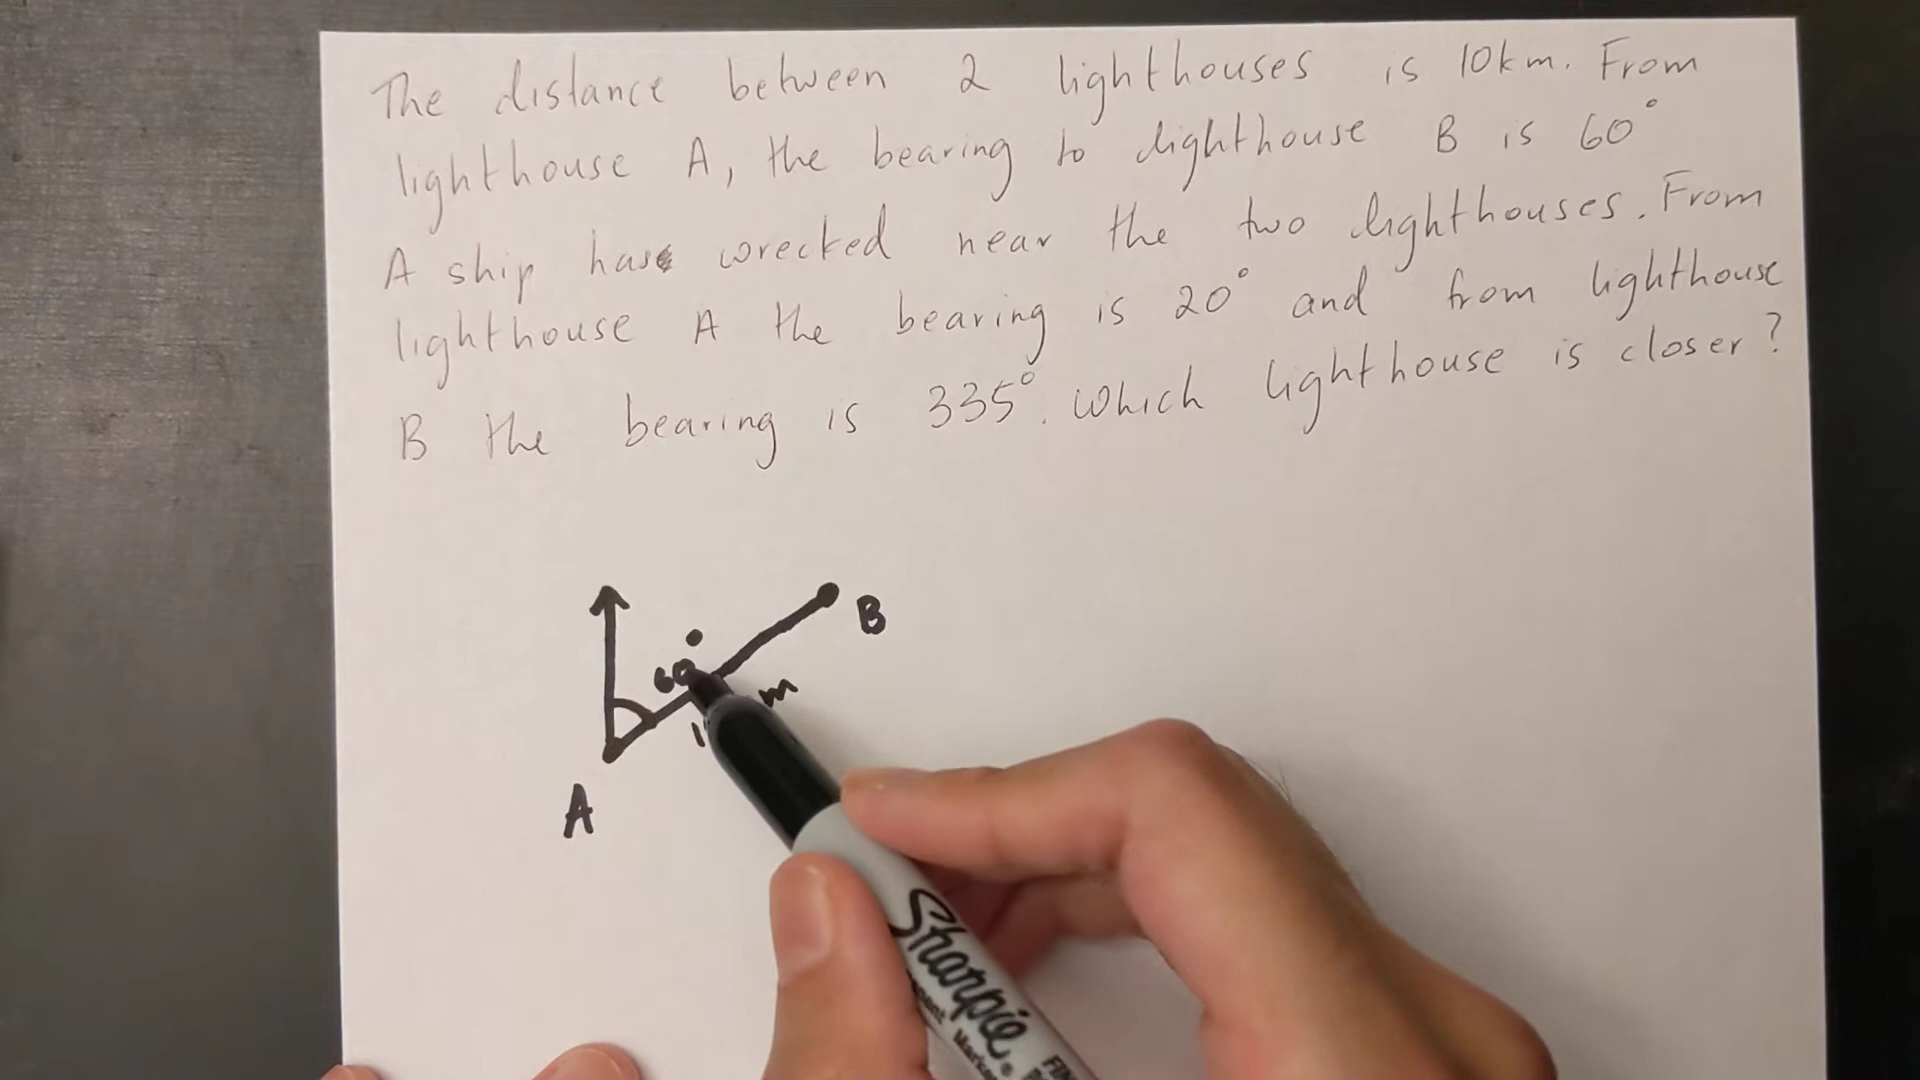 The distance between 2 lighthouses is 10km. From
lighthouse A, the bearing to lighthouse B is 60°
A ship has wrecked near the two lighthouses. From
lighthouse A the bearing is 20° and from lighthouse
B the bearing is 335°. Which lighthouse is closer?
B
60°
m
A
Sharpie